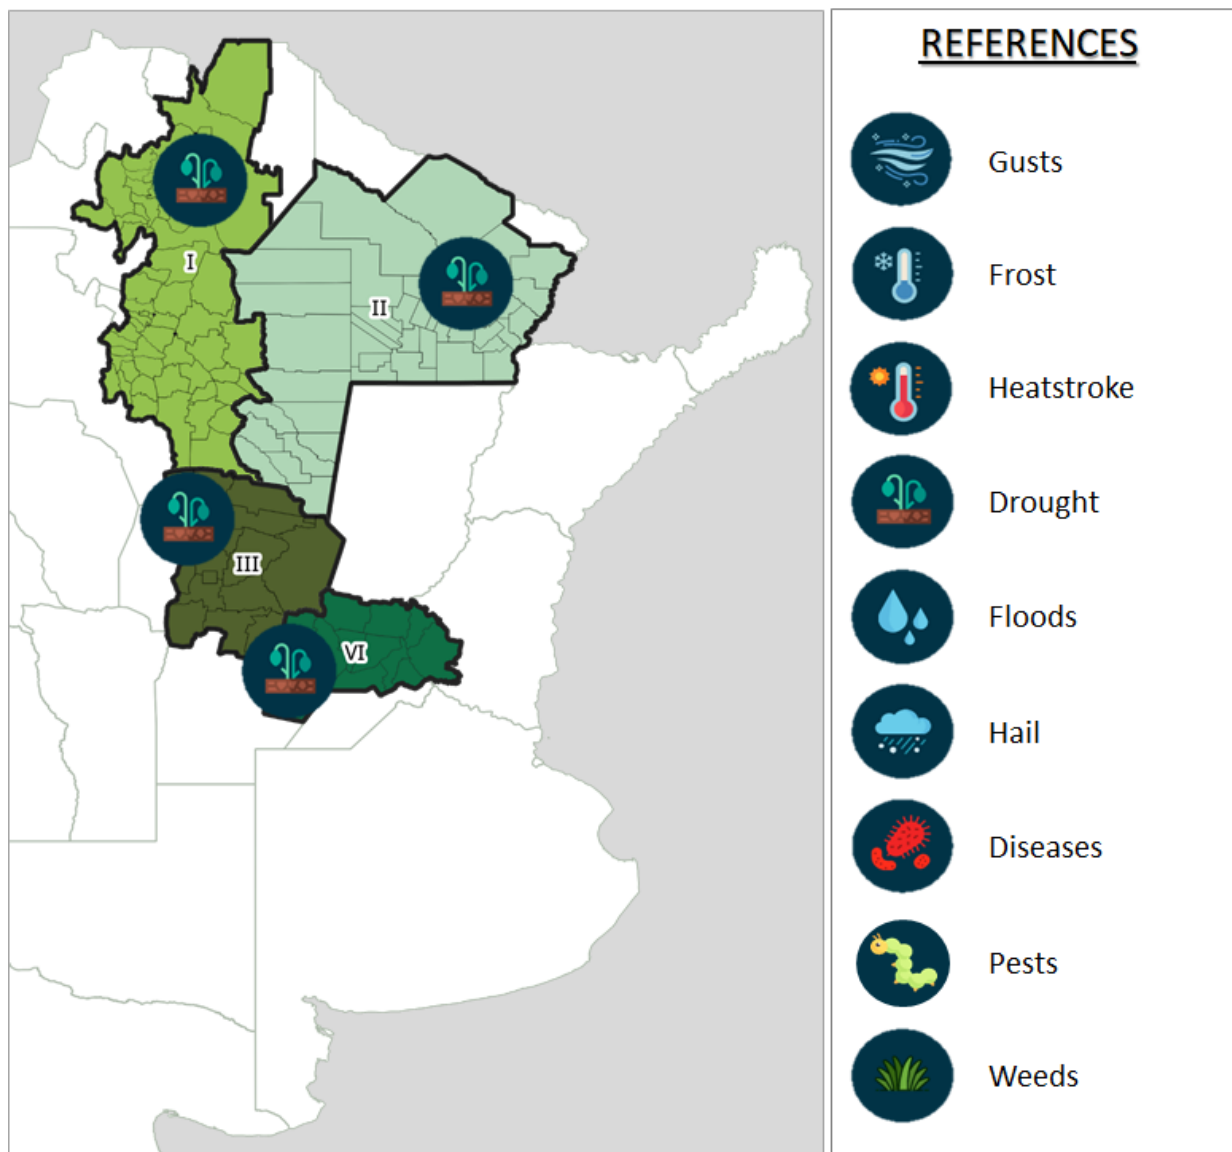 REFERENCES
Gusts
Frost
Heatstroke
Drought
Floods
Hail
Diseases
Pests
Weeds
I
II
III
VI